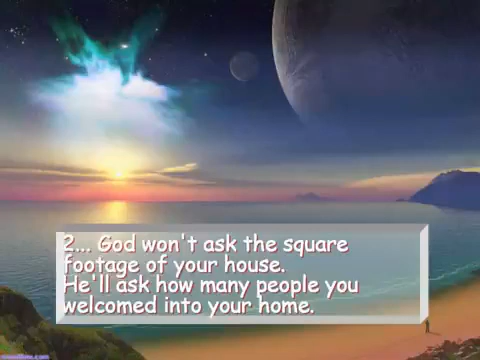 2... God won't ask the square
footage of your house.
He'll ask how many people you
welcomed into your home.